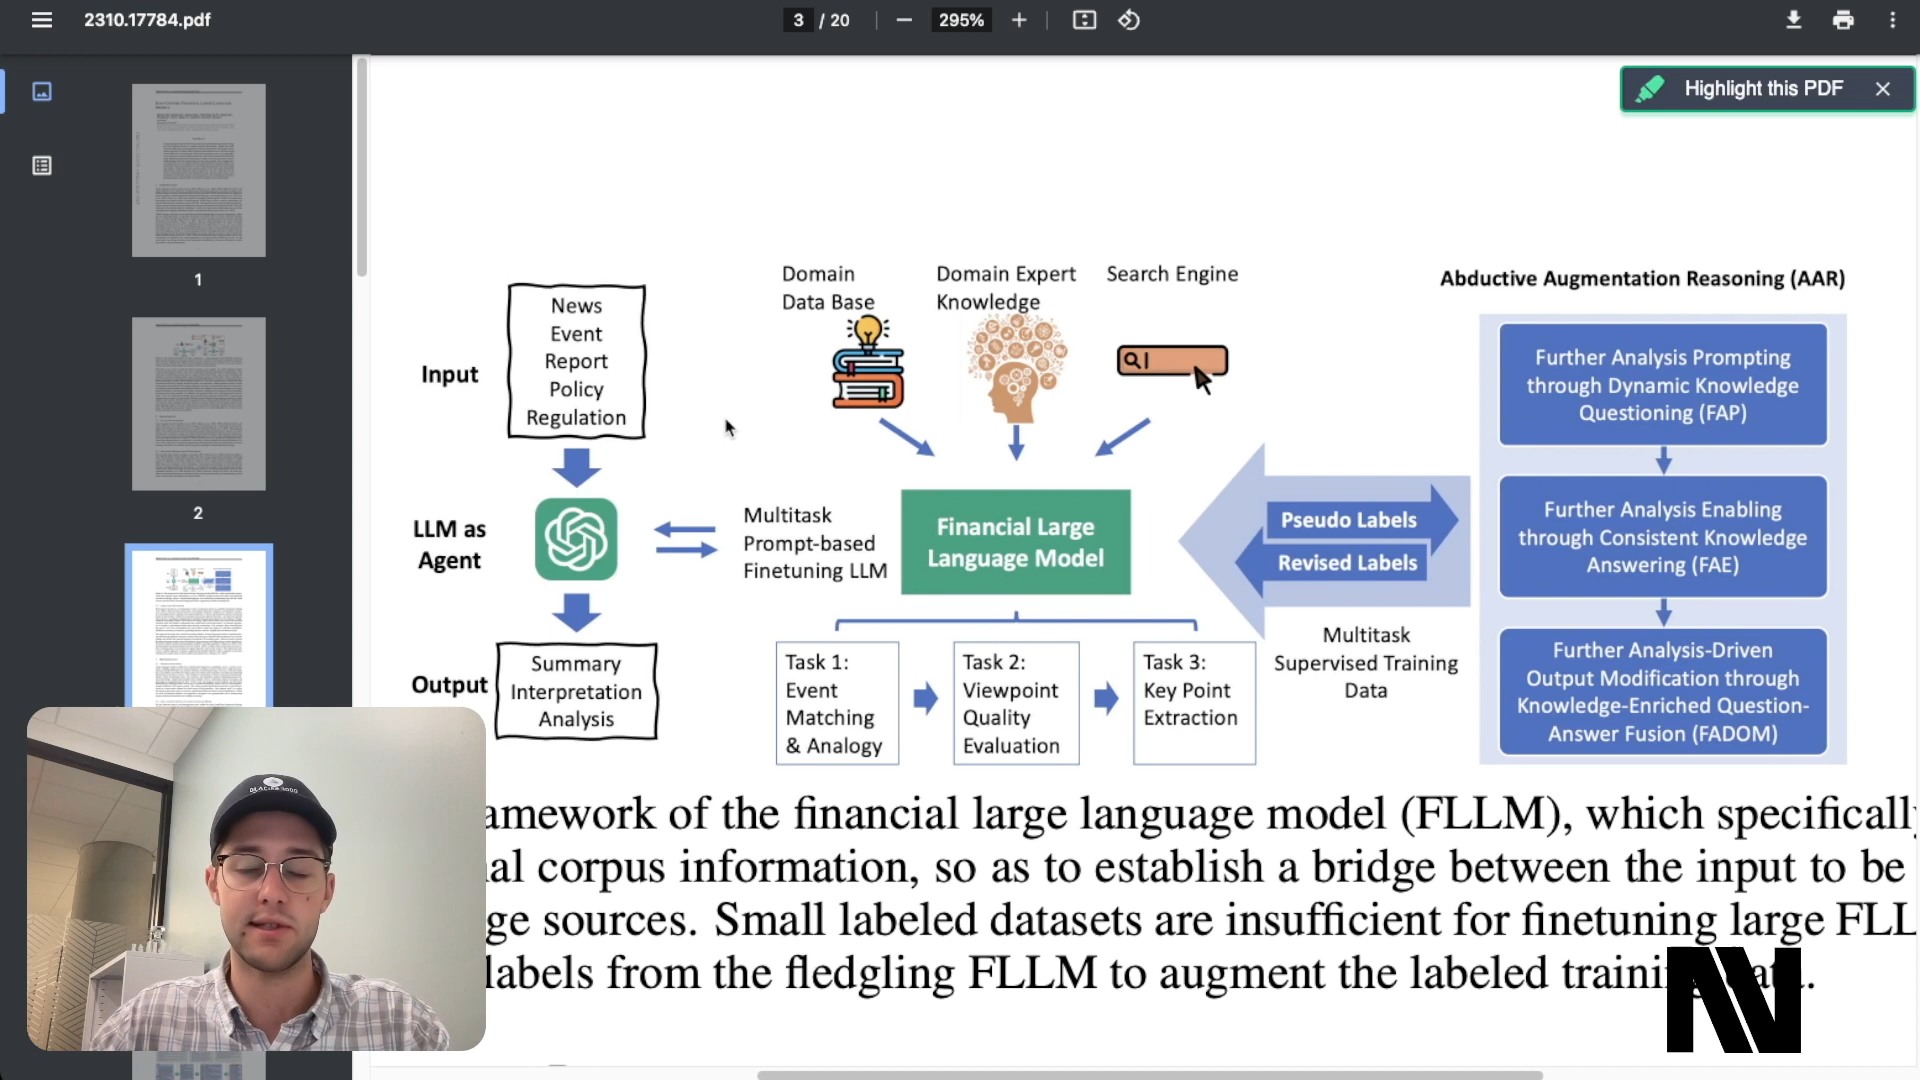 2310.17784.pdf
3 / 20
295%
Highlight this PDF
1
2
Input
News
Event
Report
Policy
Regulation
Domain
Data Base
Domain Expert
Knowledge
Search Engine
Abductive Augmentation Reasoning (AAR)
Further Analysis Prompting
through Dynamic Knowledge
Questioning (FAP)
LLM as
Agent
Multitask
Prompt-based
Finetuning LLM
Financial Large
Language Model
Pseudo Labels
Revised Labels
Further Analysis Enabling
through Consistent Knowledge
Answering (FAE)
Output
Summary
Interpretation
Analysis
Task 1:
Event
Matching
& Analogy
Task 2:
Viewpoint
Quality
Evaluation
Task 3:
Key Point
Extraction
Multitask
Supervised Training
Data
Further Analysis-Driven
Output Modification through
Knowledge-Enriched Question-
Answer Fusion (FADOM)
amework of the financial large language model (FLLM), which specifically
al corpus information, so as to establish a bridge between the input to be
ge sources. Small labeled datasets are insufficient for finetuning large FLL
labels from the fledgling FLLM to augment the labeled